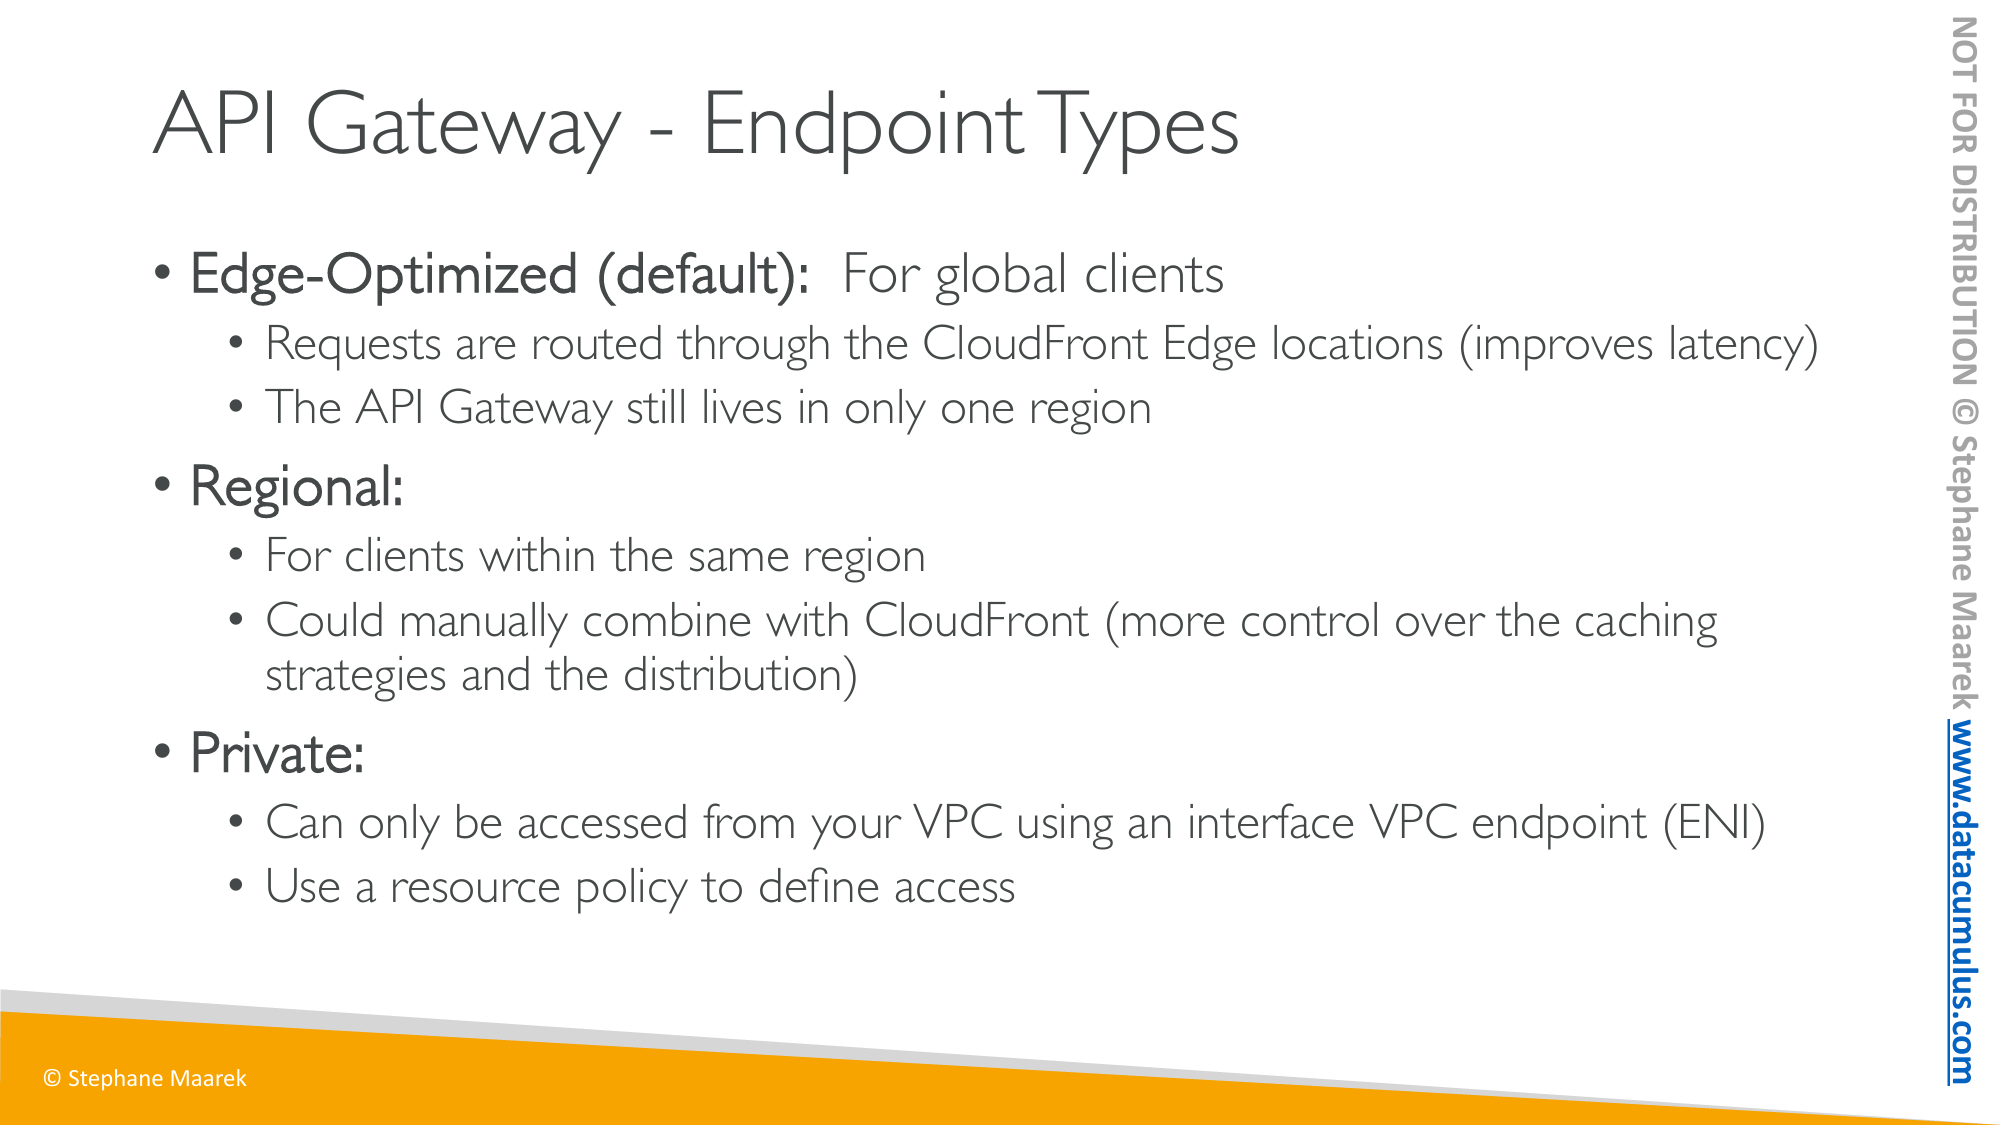 API Gateway - Endpoint Types
• Edge-Optimized (default): For global clients
• Requests are routed through the CloudFront Edge locations (improves latency)
• The API Gateway still lives in only one region
• Regional:
• For clients within the same region
• Could manually combine with CloudFront (more control over the caching
strategies and the distribution)
• Private:
• Can only be accessed from your VPC using an interface VPC endpoint (ENI)
• Use a resource policy to define access
© Stephane Maarek
NOT FOR DISTRIBUTION © Stephane Maarek www.datacumulus.com